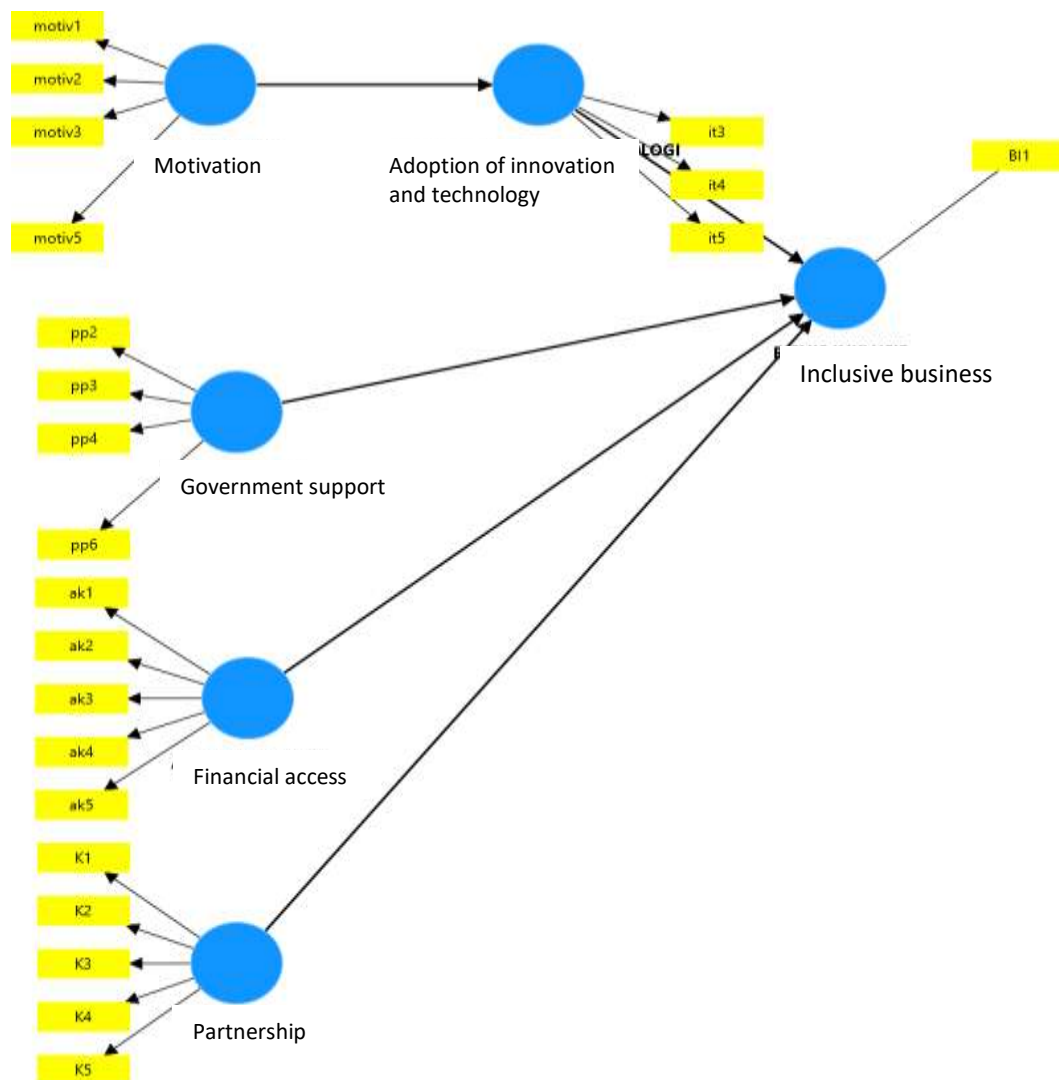 motiv1
motiv2
motiv3
motiv5
Motivation
Adoption of innovation
and technology
LOGI
it3
it4
it5
BI1
Inclusive business
pp2
pp3
pp4
pp6
Government support
ak1
ak2
ak3
ak4
ak5
Financial access
K1
K2
K3
K4
K5
Partnership